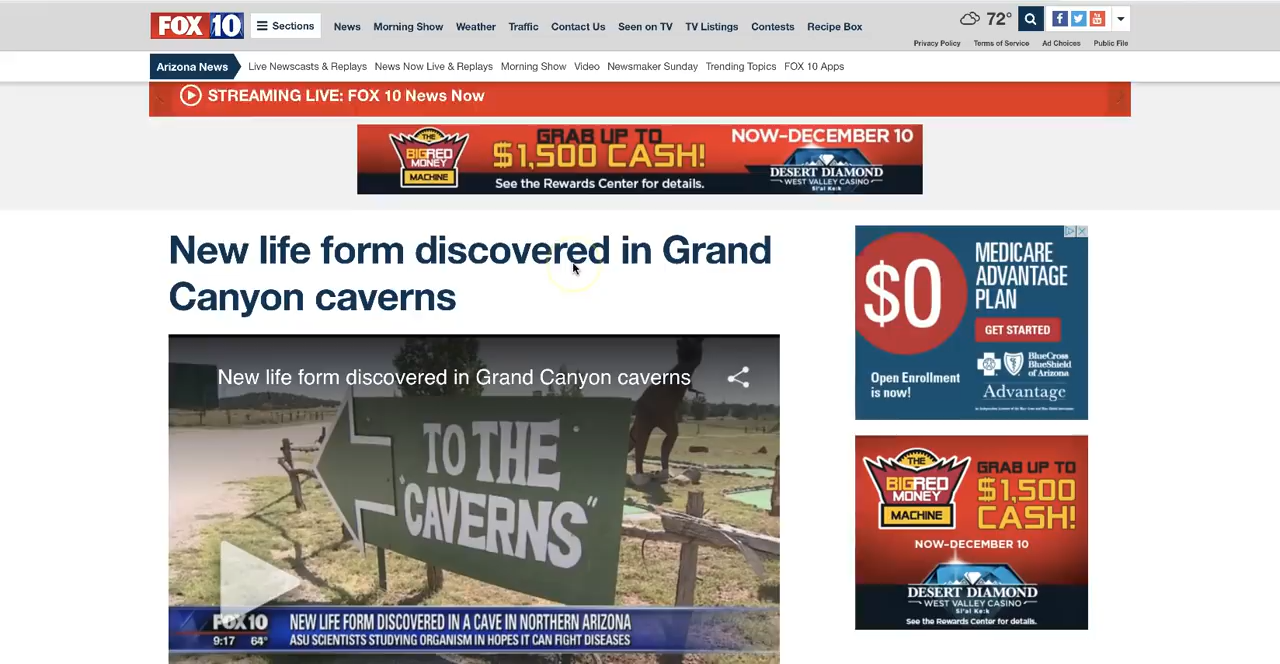 FOX 10
Sections
News
Morning Show
Weather
Traffic
Contact Us
Seen on TV
TV Listings
Contests
Recipe Box
72°
Privacy Policy
Terms of Service
Ad Choices
Public File
Arizona News
Live Newscasts & Replays
News Now Live & Replays
Morning Show
Video
Newsmaker Sunday
Trending Topics
FOX 10 Apps
STREAMING LIVE: FOX 10 News Now
THE
BIG RED
MONEY
MACHINE
GRAB UP TO
$1,500 CASH!
See the Rewards Center for details.
NOW–DECEMBER 10
DESERT DIAMOND
WEST VALLEY CASINO
New life form discovered in Grand
Canyon caverns
New life form discovered in Grand Canyon caverns
TO THE
"CAVERNS"
FOX 10
9:17 64°
NEW LIFE FORM DISCOVERED IN A CAVE IN NORTHERN ARIZONA
ASU SCIENTISTS STUDYING ORGANISM IN HOPES IT CAN FIGHT DISEASES
$0
MEDICARE
ADVANTAGE
PLAN
GET STARTED
Open Enrollment
is now!
BlueCross
BlueShield
of Arizona
Advantage
THE
BIG RED
MONEY
MACHINE
GRAB UP TO
$1,500
CASH!
NOW–DECEMBER 10
DESERT DIAMOND
WEST VALLEY CASINO
See the Rewards Center for details.